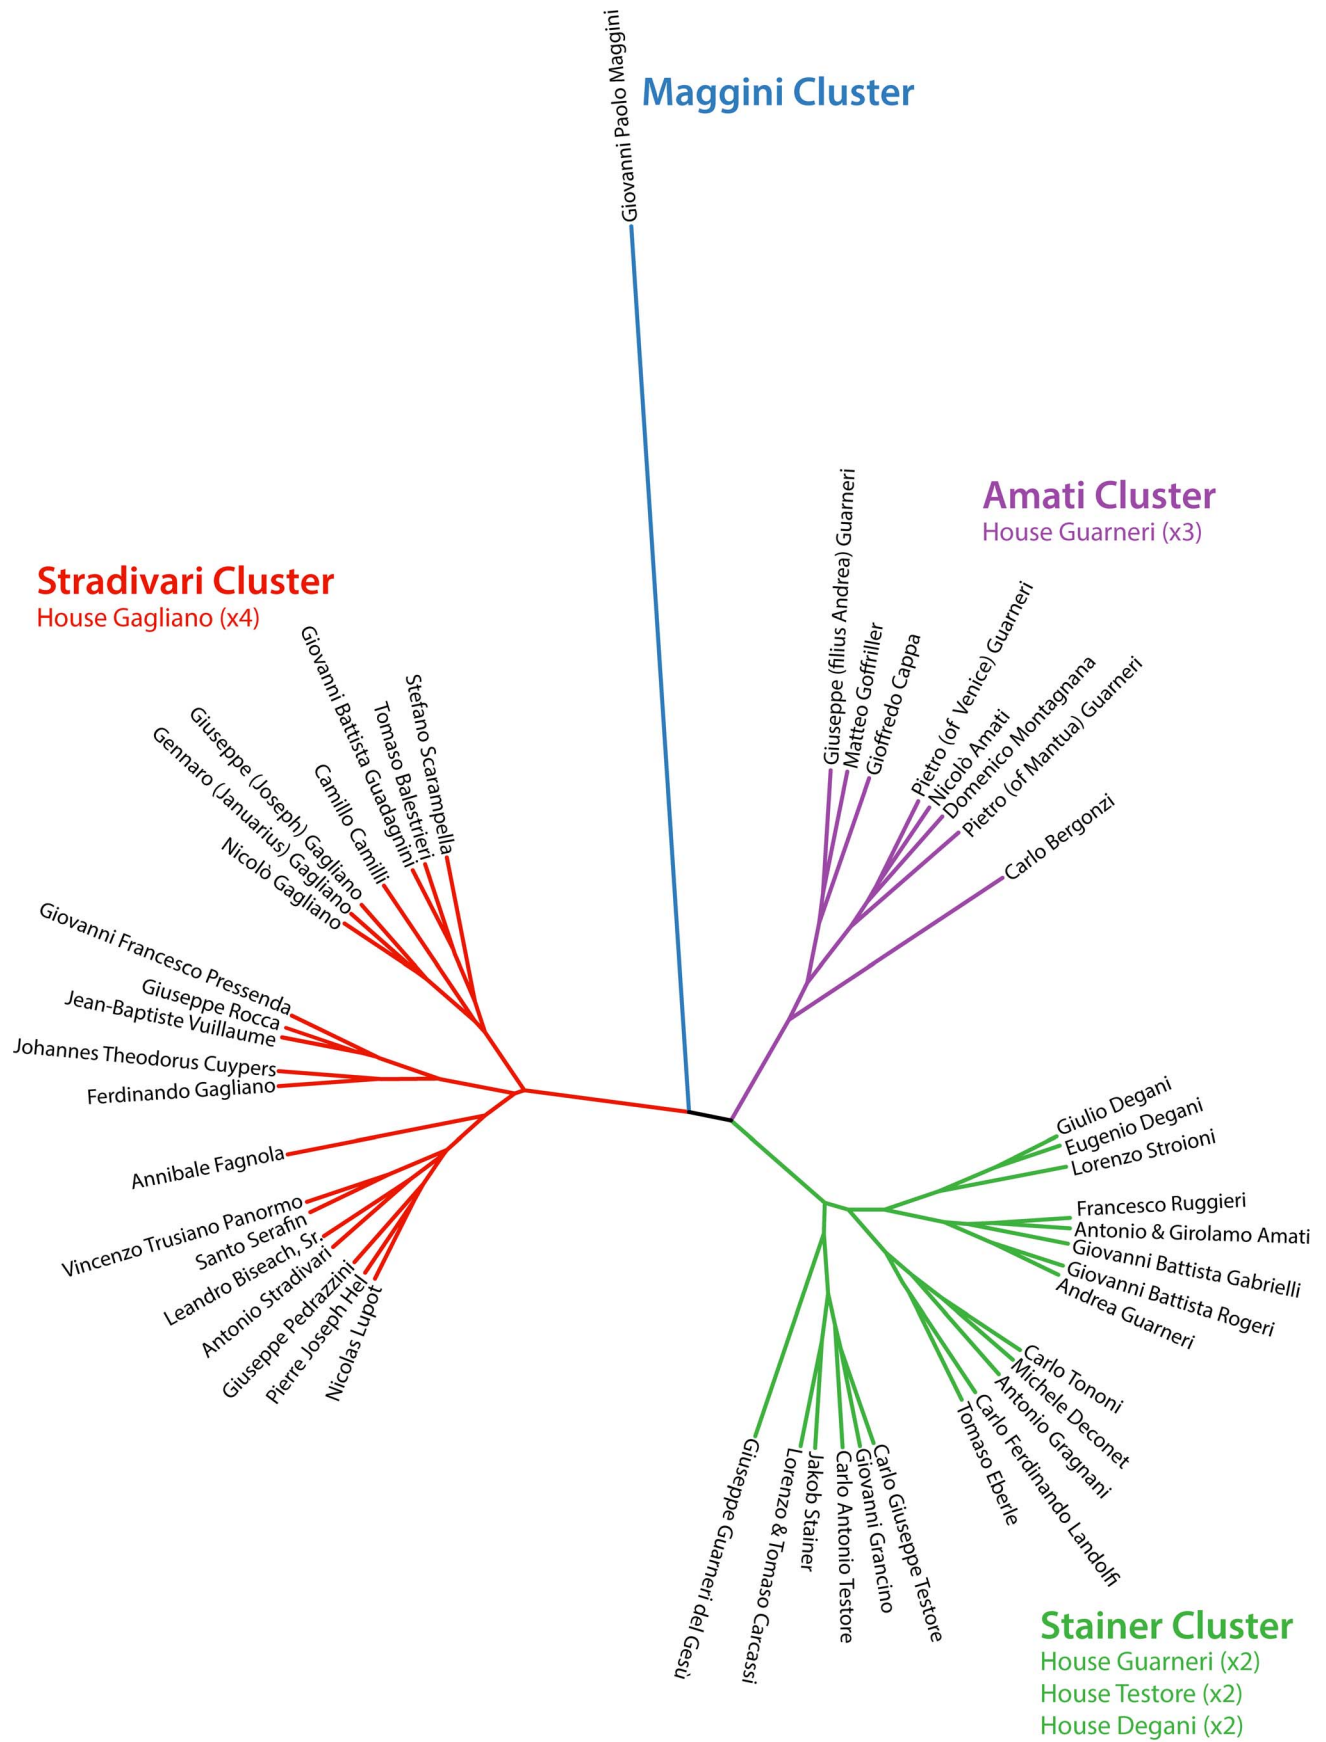 Giovanni Paolo Maggini
Maggini Cluster
Amati Cluster
House Guarneri (x3)
Giuseppe (filius Andrea) Guarneri
Matteo Goffriller
Gioffredo Cappa
Pietro (of Venice) Guarneri
Nicolò Amati
Domenico Montagnana
Pietro (of Mantua) Guarneri
Carlo Bergonzi
Stradivari Cluster
House Gagliano (x4)
Stefano Scarampella
Tomaso Balestrieri
Giovanni Battista Guadagnini
Camillo Camilli
Giuseppe (Joseph) Gagliano
Gennaro (Januarius) Gagliano
Nicolò Gagliano
Giovanni Francesco Pressenda
Giuseppe Rocca
Jean-Baptiste Vuillaume
Johannes Theodorus Cuypers
Ferdinando Gagliano
Annibale Fagnola
Vincenzo Trusiano Panormo
Santo Serafin
Leandro Biseach, Sr.
Antonio Stradivari
Giuseppe Pedrazzini
Pierre Joseph Hel
Nicolas Lupot
Giulio Degani
Eugenio Degani
Lorenzo Stroioni
Francesco Ruggieri
Antonio & Girolamo Amati
Giovanni Battista Gabrielli
Giovanni Battista Rogeri
Andrea Guarneri
Carlo Tononi
Michele Deconet
Antonio Gragnani
Carlo Ferdinando Landolfi
Tomaso Eberle
Carlo Giuseppe Testore
Giovanni Grancino
Carlo Antonio Testore
Jakob Stainer
Lorenzo & Tomaso Carcassi
Giuseppe Guarneri del Gesù
Stainer Cluster
House Guarneri (x2)
House Testore (x2)
House Degani (x2)